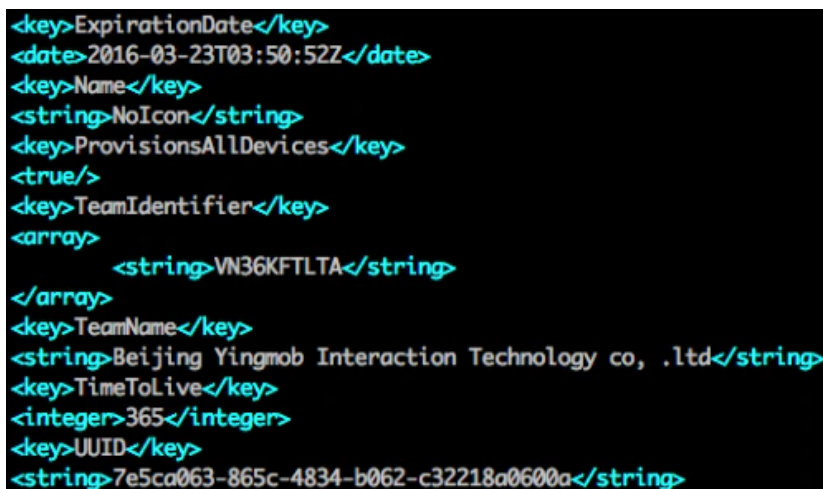 <key>ExpirationDate</key>
<date>2016-03-23T03:50:52Z</date>
<key>Name</key>
<string>NoIcon</string>
<key>ProvisionsAllDevices</key>
<true/>
<key>TeamIdentifier</key>
<array>
<string>VN36KFTLTA</string>
</array>
<key>TeamName</key>
<string>Beijing Yingmob Interaction Technology co, .ltd</string>
<key>TimeToLive</key>
<integer>365</integer>
<key>UUID</key>
<string>7e5ca063-865c-4834-b062-c32218a0600a</string>